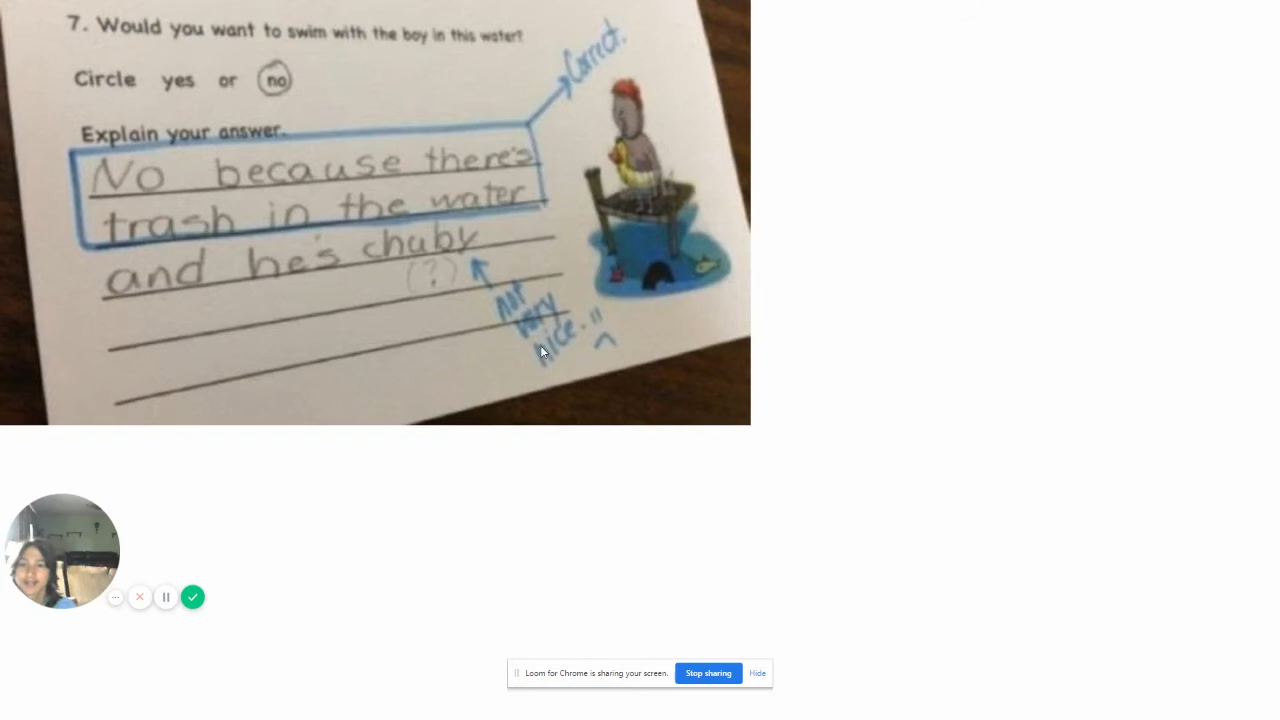 7. Would you want to swim with the boy in this water?
Circle yes or no
Explain your answer.
No because there's
trash in the water
and he's chuby
(?)
Correct.
not
very
nice.
Loom for Chrome is sharing your screen.
Stop sharing
Hide